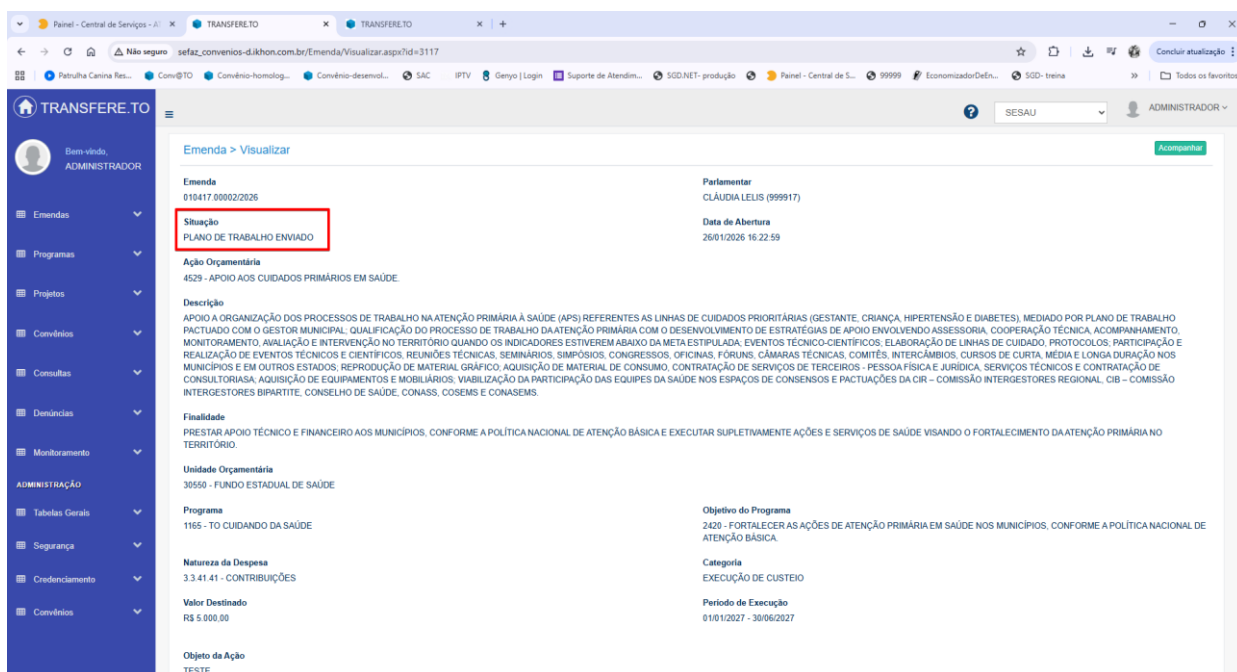 Painel - Central de Serviços - A
TRANSFERE.TO
TRANSFERE.TO
Não seguro
sefaz_convenios-d.ikhon.com.br/Emenda/Visualizar.aspx?id=3117
Concluir atualização
Patrulha Canina Res...
Conv@TO
Convênio-homolog...
Convênio-desenvol...
SAC
IPTV
Genyo | Login
Suporte de Atendim...
SGD.NET- produção
Painel - Central de S...
99999
EconomizadorDeEn...
SGD- treina
Todos os favoritos
TRANSFERE.TO
SESAU
ADMINISTRADOR
Bem-vindo,
ADMINISTRADOR
Emendas
Programas
Projetos
Convênios
Consultas
Denúncias
Monitoramento
ADMINISTRAÇÃO
Tabelas Gerais
Segurança
Credenciamento
Convênios
Emenda > Visualizar
Acompanhar
Emenda
010417.00002/2026
Parlamentar
CLÁUDIA LELIS (999917)
Situação
PLANO DE TRABALHO ENVIADO
Data de Abertura
26/01/2026 16:22:59
Ação Orçamentária
4529 - APOIO AOS CUIDADOS PRIMÁRIOS EM SAÚDE.
Descrição
APOIO A ORGANIZAÇÃO DOS PROCESSOS DE TRABALHO NA ATENÇÃO PRIMÁRIA À SAÚDE (APS) REFERENTES AS LINHAS DE CUIDADOS PRIORITÁRIAS (GESTANTE, CRIANÇA, HIPERTENSÃO E DIABETES), MEDIADO POR PLANO DE TRABALHO
PACTUADO COM O GESTOR MUNICIPAL; QUALIFICAÇÃO DO PROCESSO DE TRABALHO DA ATENÇÃO PRIMÁRIA COM O DESENVOLVIMENTO DE ESTRATÉGIAS DE APOIO ENVOLVENDO ASSESSORIA, COOPERAÇÃO TÉCNICA, ACOMPANHAMENTO,
MONITORAMENTO, AVALIAÇÃO E INTERVENÇÃO NO TERRITÓRIO QUANDO OS INDICADORES ESTIVEREM ABAIXO DA META ESTIPULADA; EVENTOS TÉCNICO-CIENTÍFICOS; ELABORAÇÃO DE LINHAS DE CUIDADO, PROTOCOLOS; PARTICIPAÇÃO E
REALIZAÇÃO DE EVENTOS TÉCNICOS E CIENTÍFICOS, REUNIÕES TÉCNICAS, SEMINÁRIOS, SIMPÓSIOS, CONGRESSOS, OFICINAS, FÓRUNS, CÂMARAS TÉCNICAS, COMITÊS, INTERCÂMBIOS, CURSOS DE CURTA, MÉDIA E LONGA DURAÇÃO NOS
MUNICÍPIOS E EM OUTROS ESTADOS; REPRODUÇÃO DE MATERIAL GRÁFICO; AQUISIÇÃO DE MATERIAL DE CONSUMO, CONTRATAÇÃO DE SERVIÇOS DE TERCEIROS - PESSOA FÍSICA E JURÍDICA, SERVIÇOS TÉCNICOS E CONTRATAÇÃO DE
CONSULTORIASA; AQUISIÇÃO DE EQUIPAMENTOS E MOBILIÁRIOS; VIABILIZAÇÃO DA PARTICIPAÇÃO DAS EQUIPES DA SAÚDE NOS ESPAÇOS DE CONSENSOS E PACTUAÇÕES DA CIR – COMISSÃO INTERGESTORES REGIONAL, CIB – COMISSÃO
INTERGESTORES BIPARTITE, CONSELHO DE SAÚDE, CONASS, COSEMS E CONASEMS.
Finalidade
PRESTAR APOIO TÉCNICO E FINANCEIRO AOS MUNICÍPIOS, CONFORME A POLÍTICA NACIONAL DE ATENÇÃO BÁSICA E EXECUTAR SUPLETIVAMENTE AÇÕES E SERVIÇOS DE SAÚDE VISANDO O FORTALECIMENTO DA ATENÇÃO PRIMÁRIA NO
TERRITÓRIO.
Unidade Orçamentária
30550 - FUNDO ESTADUAL DE SAÚDE
Programa
1165 - TO CUIDANDO DA SAÚDE
Objetivo do Programa
2420 - FORTALECER AS AÇÕES DE ATENÇÃO PRIMÁRIA EM SAÚDE NOS MUNICÍPIOS, CONFORME A POLÍTICA NACIONAL DE
ATENÇÃO BÁSICA.
Natureza da Despesa
3.3.41.41 - CONTRIBUIÇÕES
Categoria
EXECUÇÃO DE CUSTEIO
Valor Destinado
R$ 5.000,00
Período de Execução
01/01/2027 - 30/06/2027
Objeto da Ação
TESTE